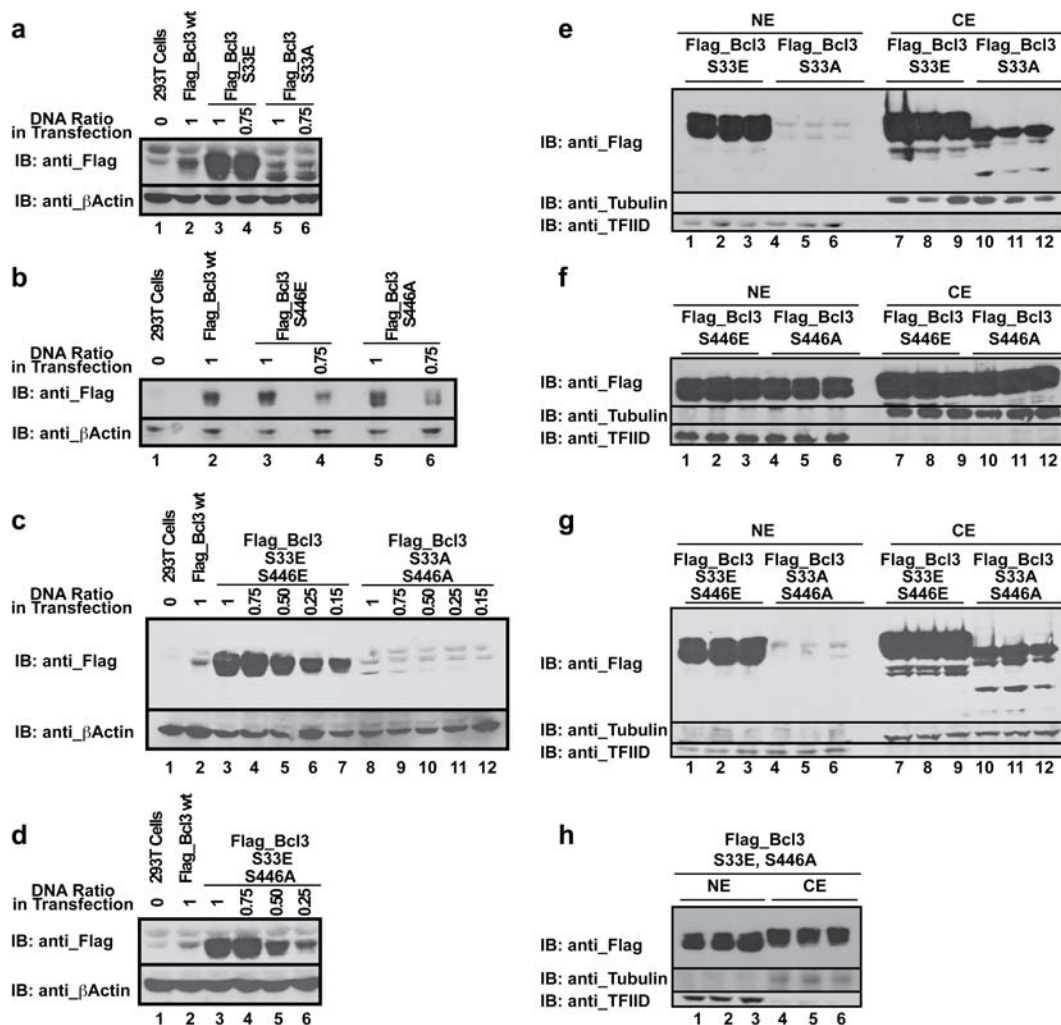 a
293T Cells
Flag_Bcl3 wt
Flag_Bcl3
S33E
Flag_Bcl3
S33A
DNA Ratio
in Transfection
0 1 1 0.75 1 0.75
IB: anti_Flag
IB: anti_βActin
1 2 3 4 5 6
b
293T Cells
Flag_Bcl3 wt
Flag_Bcl3
S446E
Flag_Bcl3
S446A
DNA Ratio
in Transfection
0 1 1 0.75 1 0.75
IB: anti_Flag
IB: anti_βActin
1 2 3 4 5 6
c
293T Cells
Flag_Bcl3 wt
Flag_Bcl3
S33E
S446E
Flag_Bcl3
S33A
S446A
DNA Ratio
in Transfection
0 1 1 0.75 0.50 0.25 0.15 1 0.75 0.50 0.25 0.15
IB: anti_Flag
IB: anti_βActin
1 2 3 4 5 6 7 8 9 10 11 12
d
293T Cells
Flag_Bcl3 wt
Flag_Bcl3
S33E
S446A
DNA Ratio
in Transfection
0 1 1 0.75 0.50 0.25
IB: anti_Flag
IB: anti_βActin
1 2 3 4 5 6
e
NE CE
Flag_Bcl3 Flag_Bcl3 Flag_Bcl3 Flag_Bcl3
S33E S33A S33E S33A
IB: anti_Flag
IB: anti_Tubulin
IB: anti_TFIID
1 2 3 4 5 6 7 8 9 10 11 12
f
NE CE
Flag_Bcl3 Flag_Bcl3 Flag_Bcl3 Flag_Bcl3
S446E S446A S446E S446A
IB: anti_Flag
IB: anti_Tubulin
IB: anti_TFIID
1 2 3 4 5 6 7 8 9 10 11 12
g
NE CE
Flag_Bcl3 Flag_Bcl3 Flag_Bcl3 Flag_Bcl3
S33E S33A S33E S33A
S446E S446A S446E S446A
IB: anti_Flag
IB: anti_Tubulin
IB: anti_TFIID
1 2 3 4 5 6 7 8 9 10 11 12
h
Flag_Bcl3
S33E, S446A
NE CE
IB: anti_Flag
IB: anti_Tubulin
IB: anti_TFIID
1 2 3 4 5 6